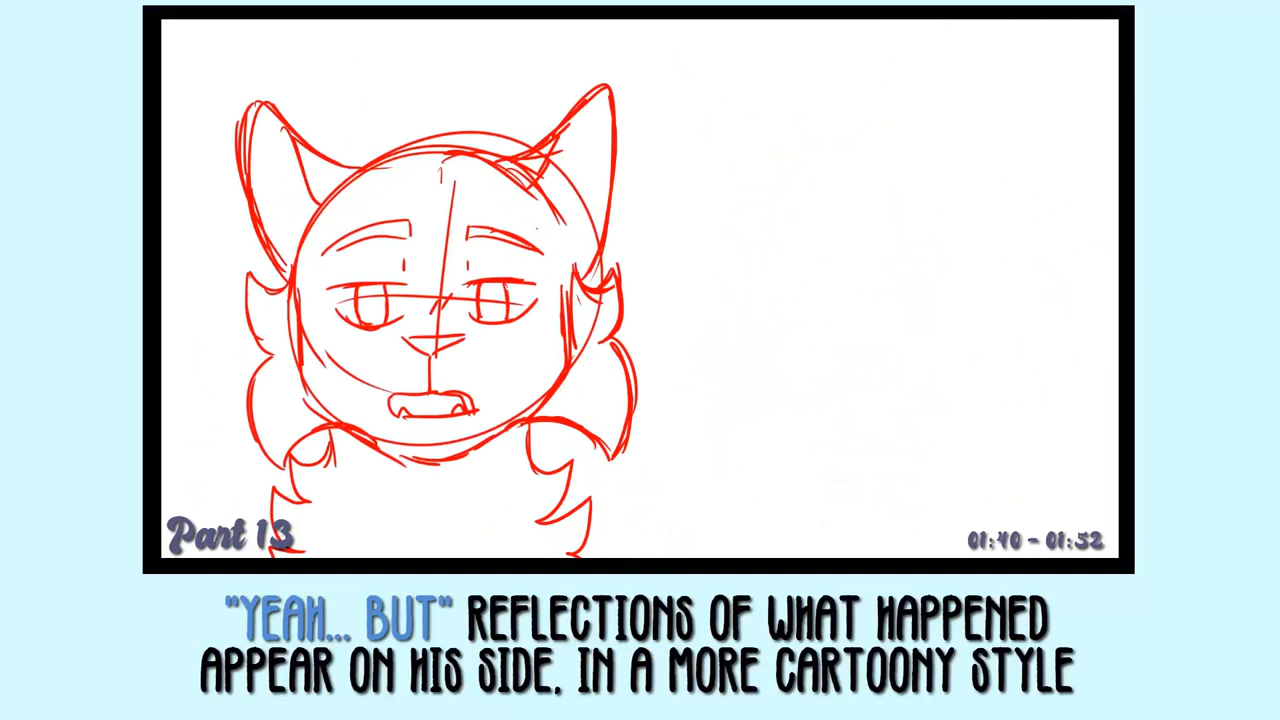 Part 13
01:40 - 01:52
"YEAH... BUT" REFLECTIONS OF WHAT HAPPENED
APPEAR ON HIS SIDE, IN A MORE CARTOONY STYLE